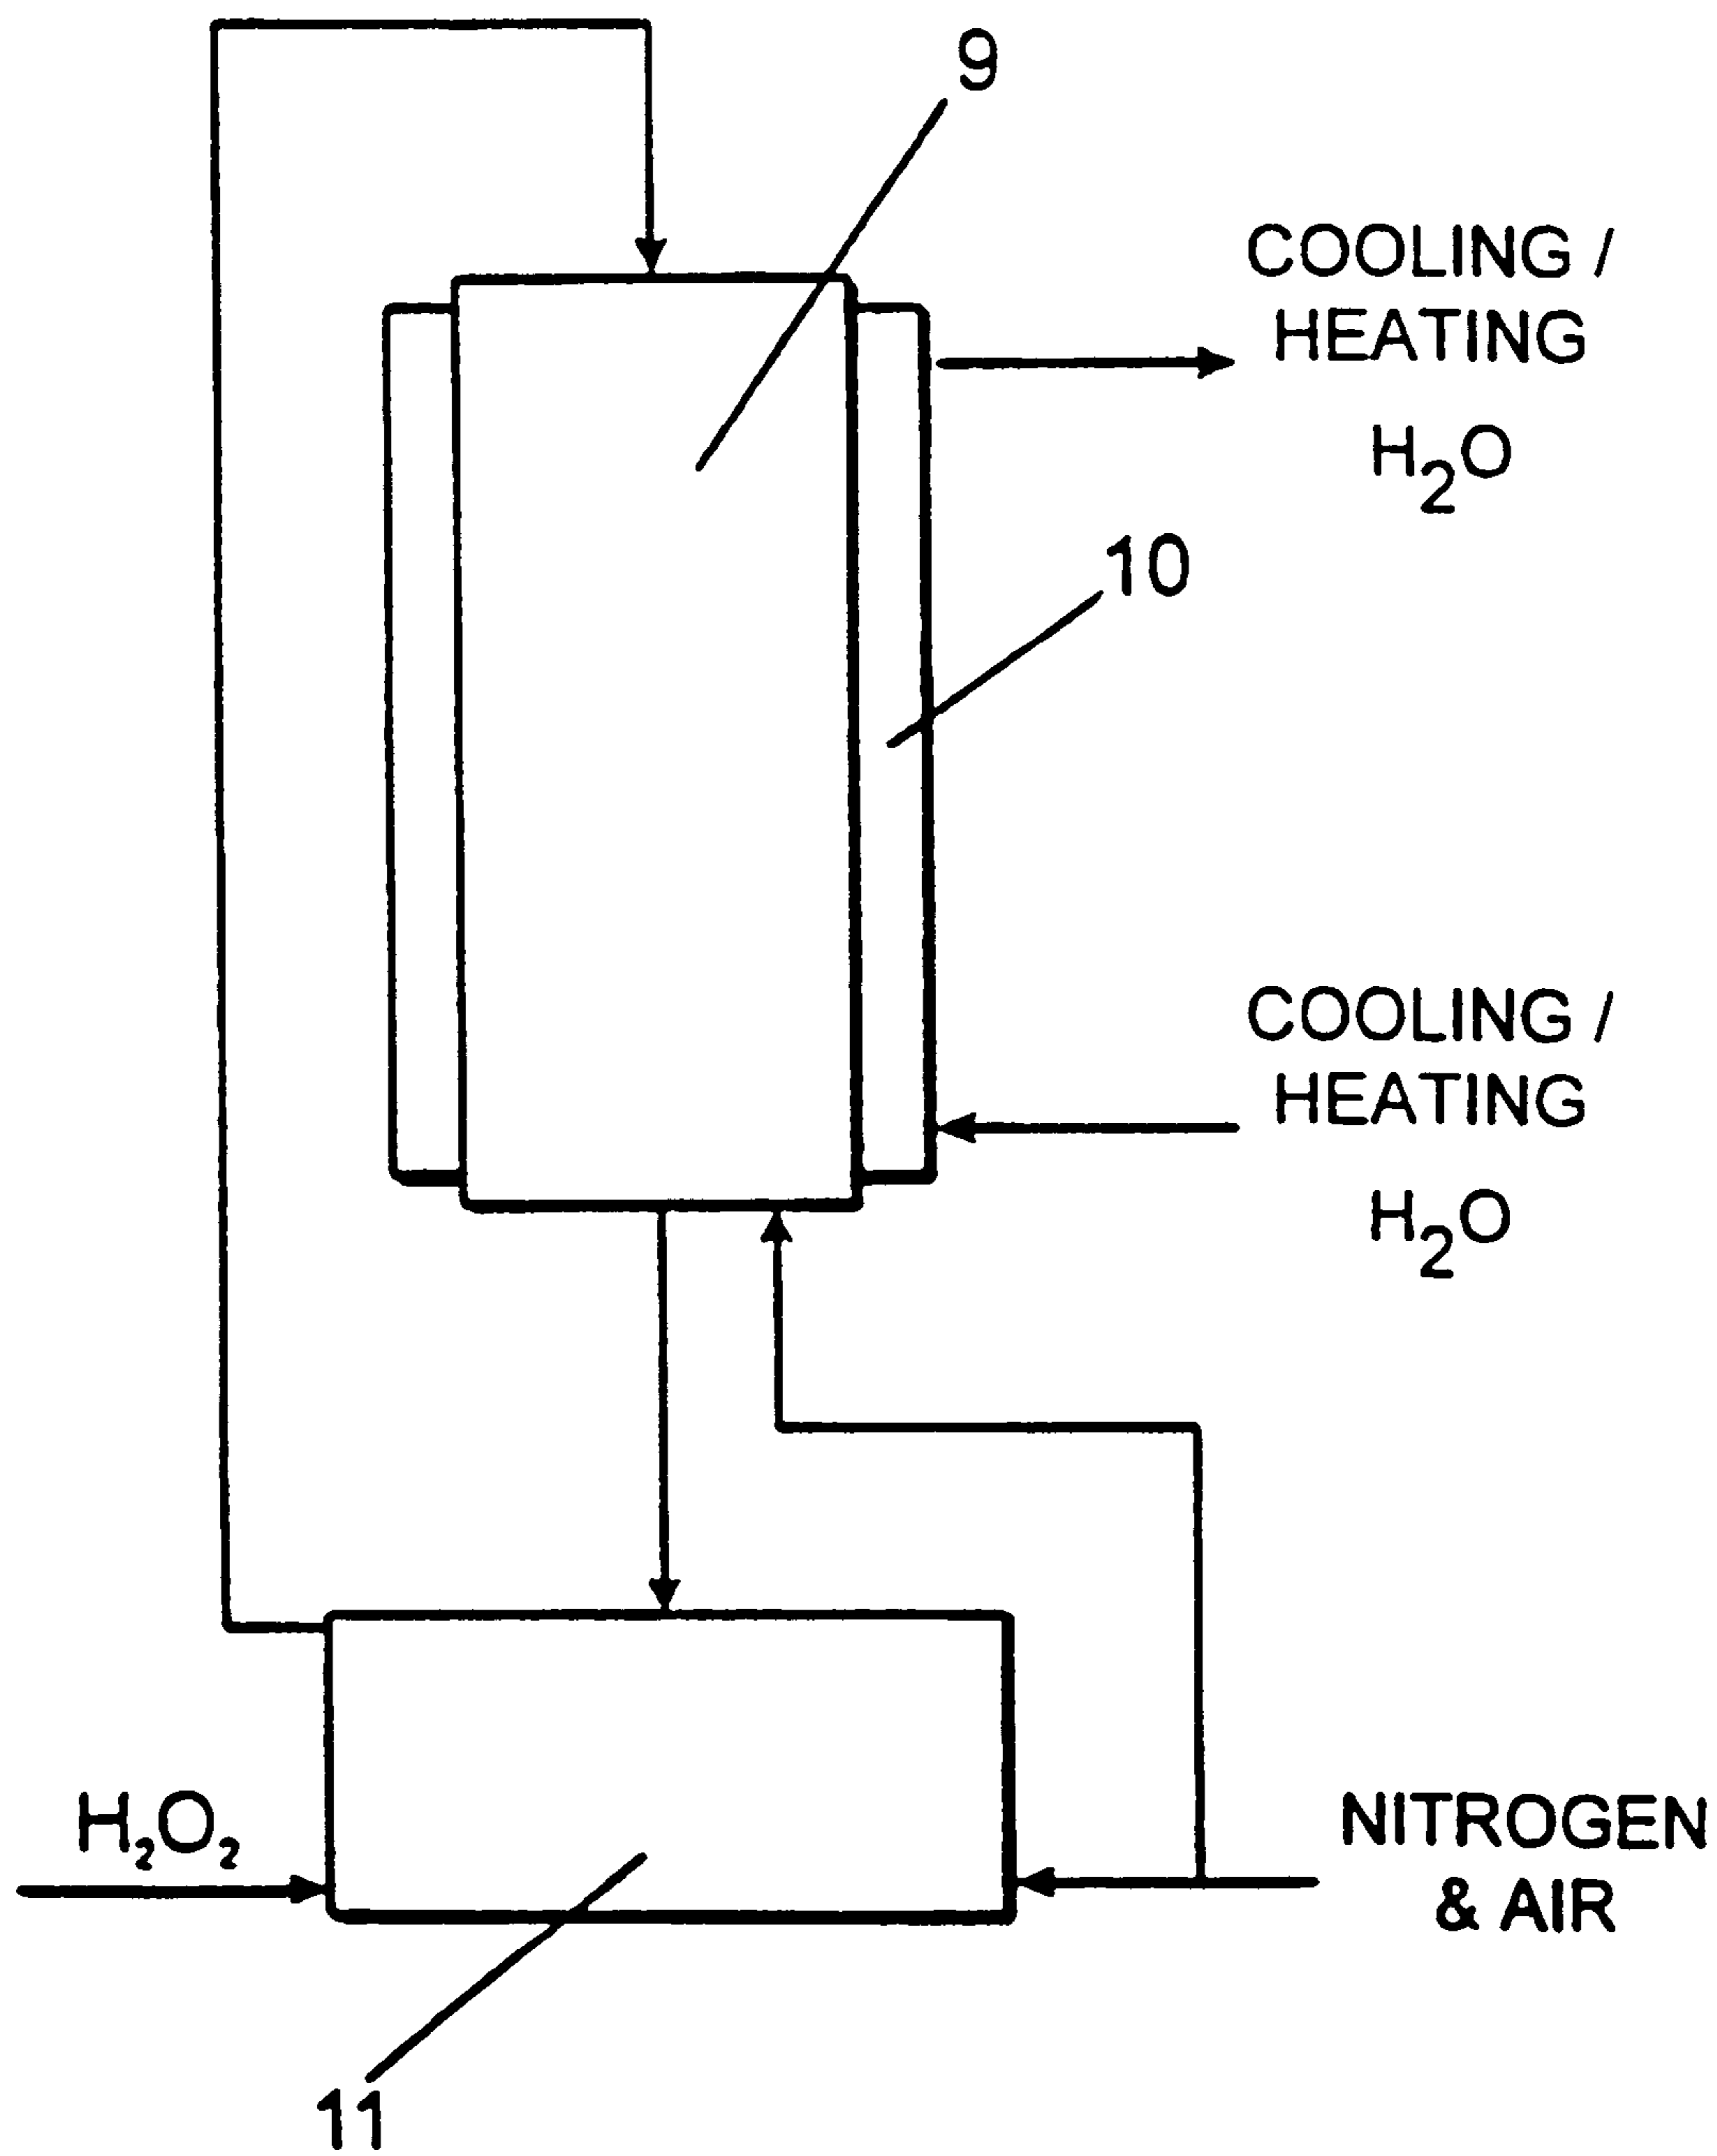 9
COOLING /
HEATING
H₂O
10
COOLING /
HEATING
H₂O
H₂O₂
NITROGEN
& AIR
11